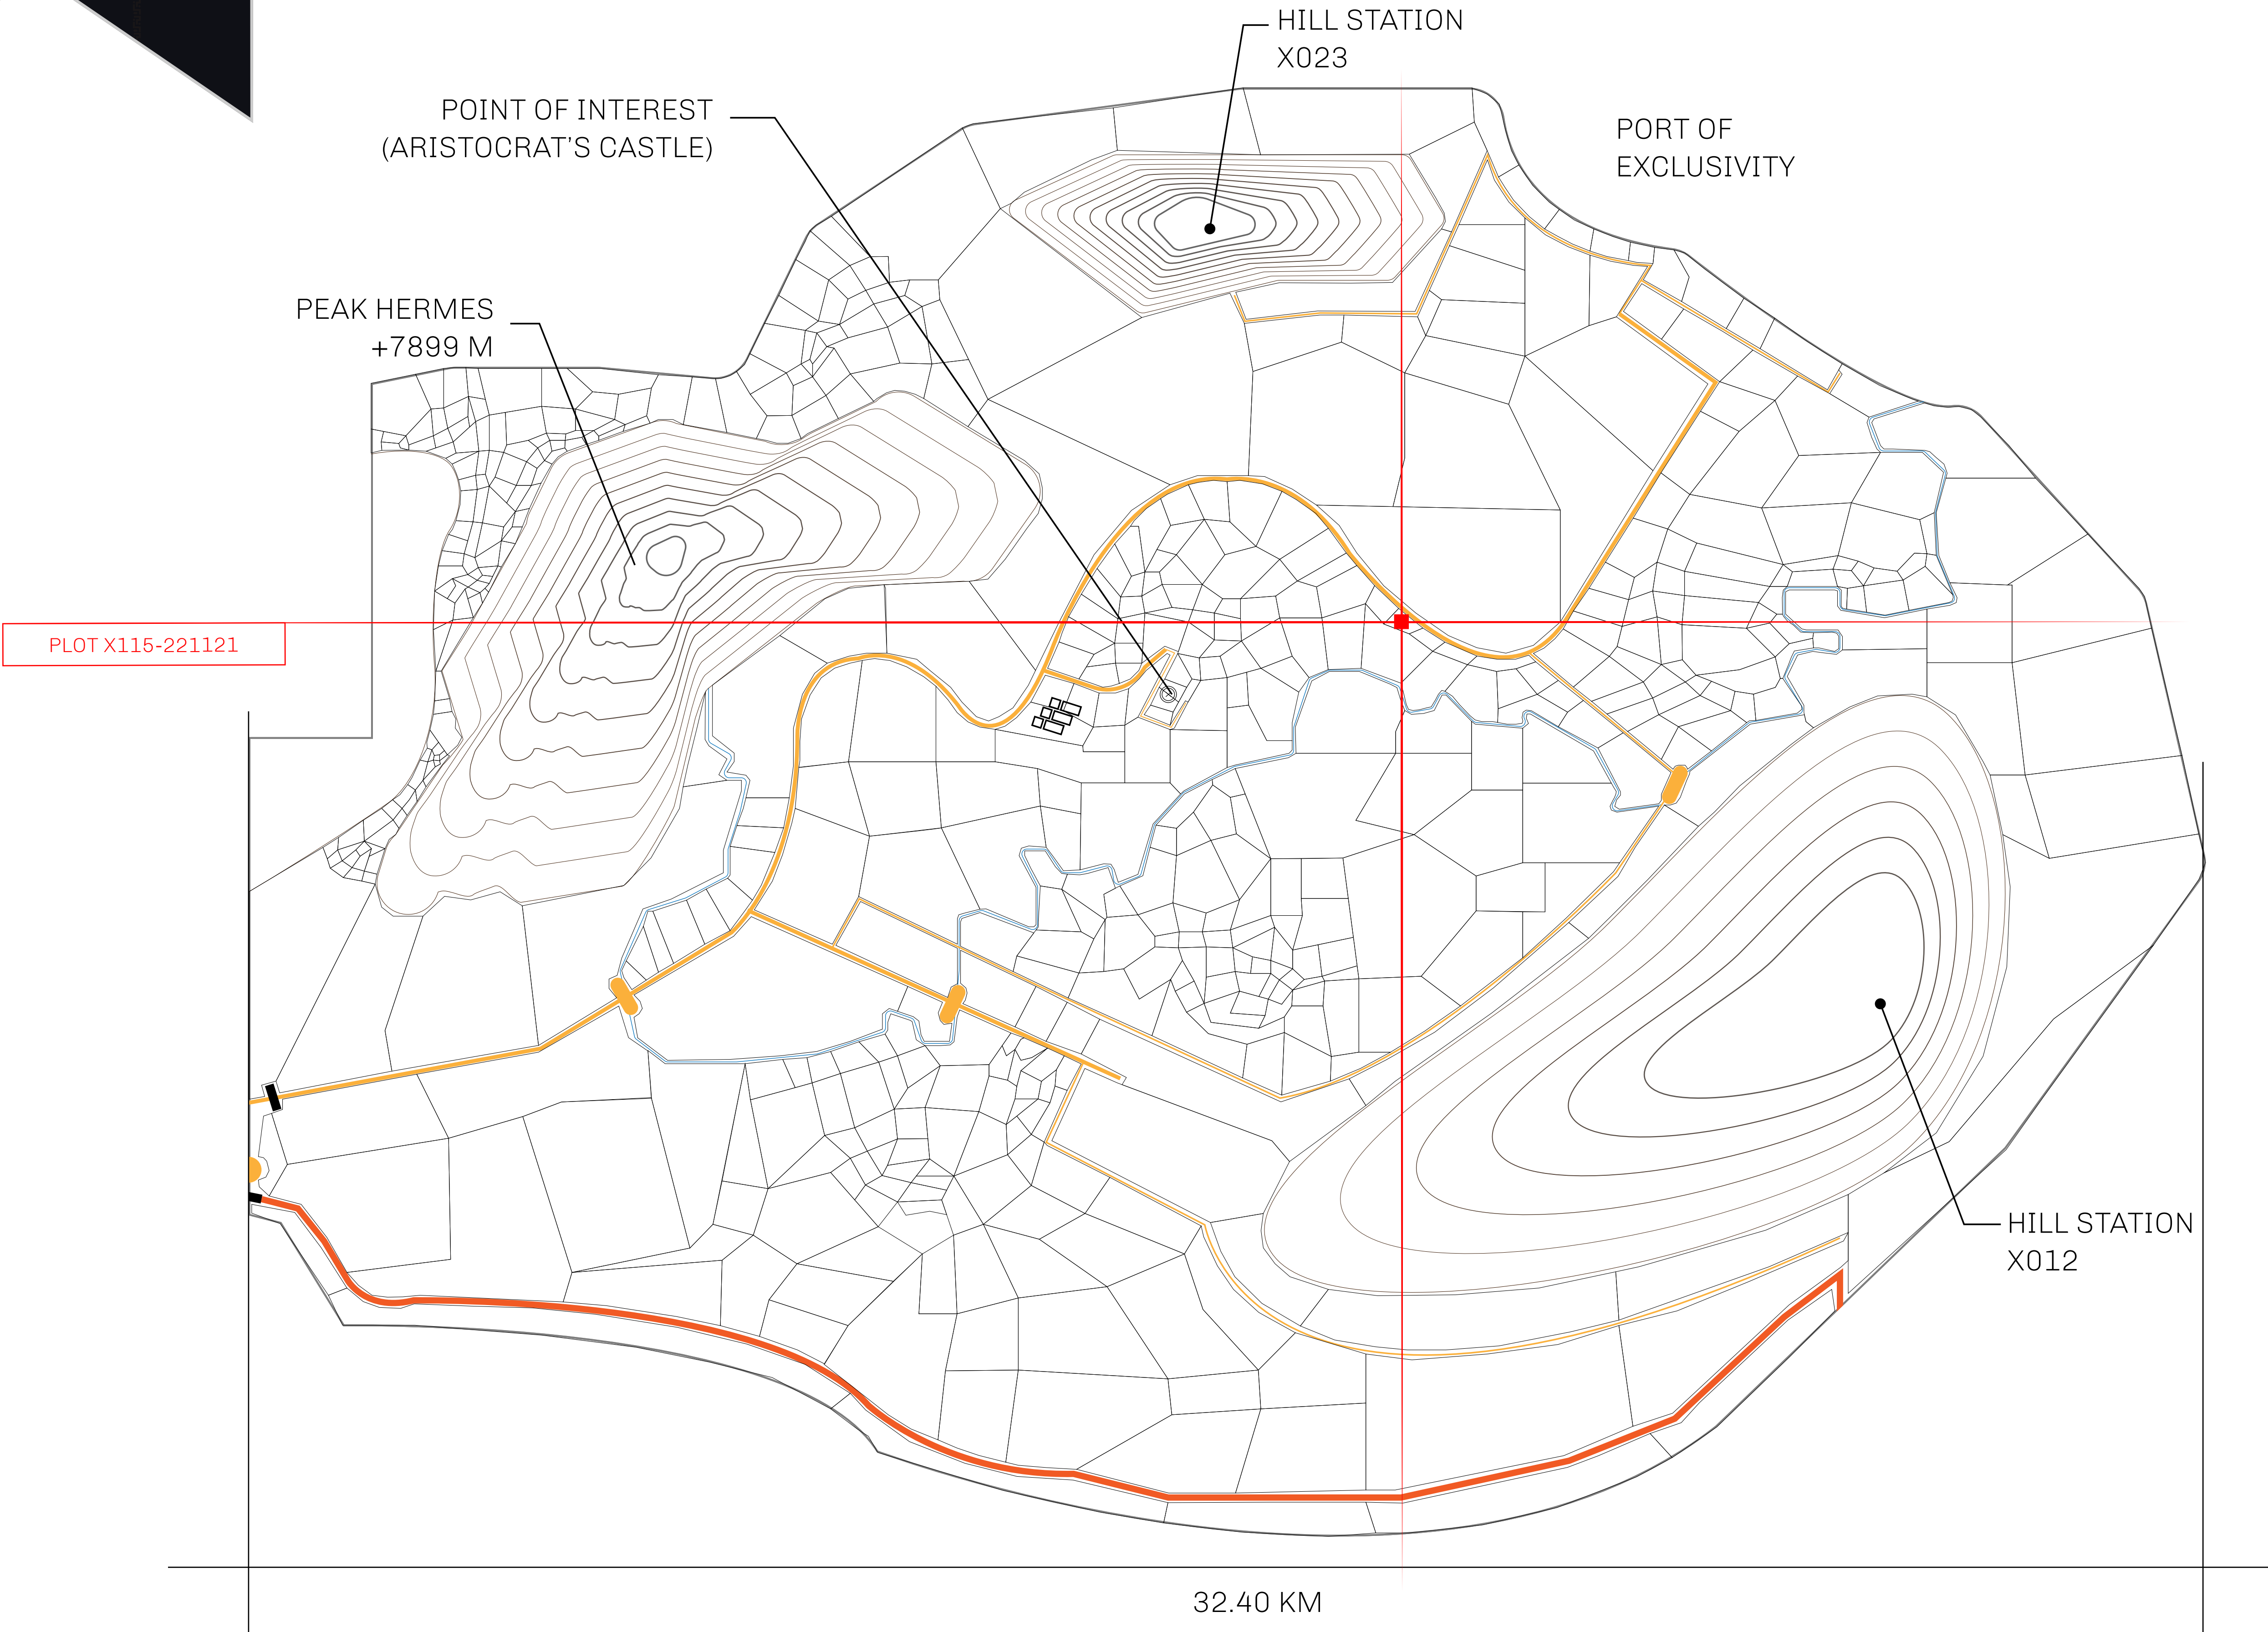 HILL STATION
X023
POINT OF INTEREST
(ARISTOCRAT'S CASTLE)
PORT OF
EXCLUSIVITY
PEAK HERMES
+7899 M
PLOT X115-221121
HILL STATION
X012
32.40 KM